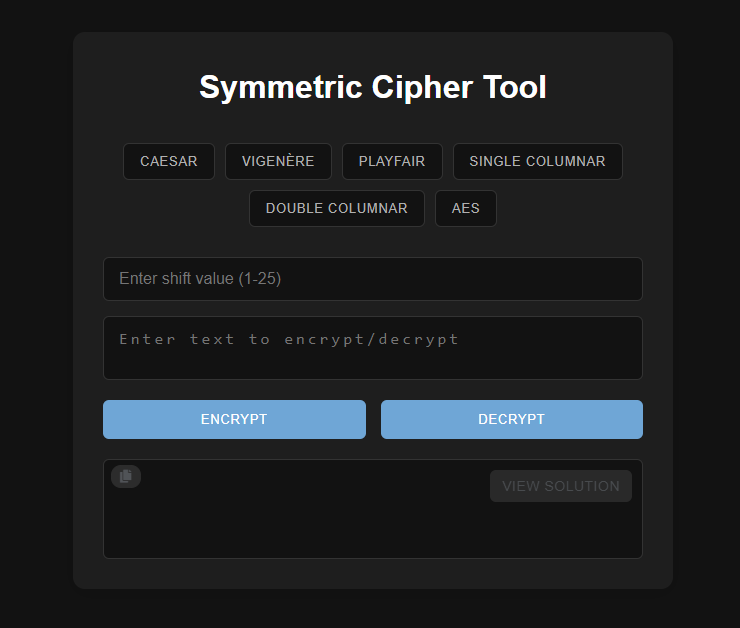 Symmetric Cipher Tool
CAESAR VIGENÈRE PLAYFAIR SINGLE COLUMNAR
DOUBLE COLUMNAR AES
Enter shift value (1-25)
Enter text to encrypt/decrypt
ENCRYPT DECRYPT
VIEW SOLUTION